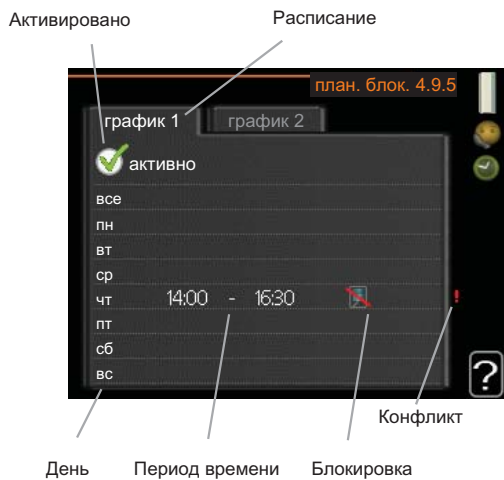 Активировано
Расписание
план. блок. 4.9.5
график 1
график 2
активно
все
пн
вт
ср
чт 14:00 - 16:30 !
пт
сб
вс
?
Конфликт
День
Период времени
Блокировка